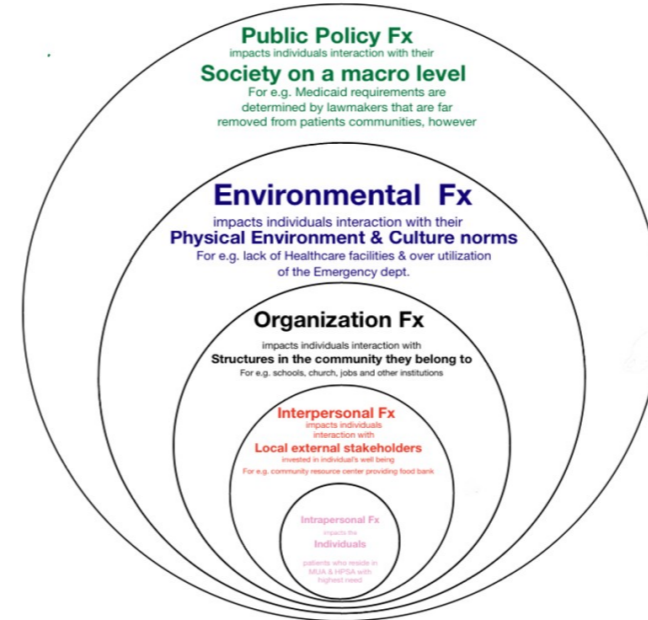 Public Policy Fx
impacts individuals interaction with their
Society on a macro level
For e.g. Medicaid requirements are
determined by lawmakers that are far
removed from patients communities, however
Environmental Fx
impacts individuals interaction with their
Physical Environment & Culture norms
For e.g. lack of Healthcare facilities & over utilization
of the Emergency dept.
Organization Fx
impacts individuals interaction with
Structures in the community they belong to
For e.g. schools, church, jobs and other institutions
Interpersonal Fx
impacts individuals
interaction with
Local external stakeholders
invested in individual's well being
For e.g. community resource center providing food bank
Intrapersonal Fx
impacts the
Individuals
patients who reside in
MUA & HPSA with
highest need